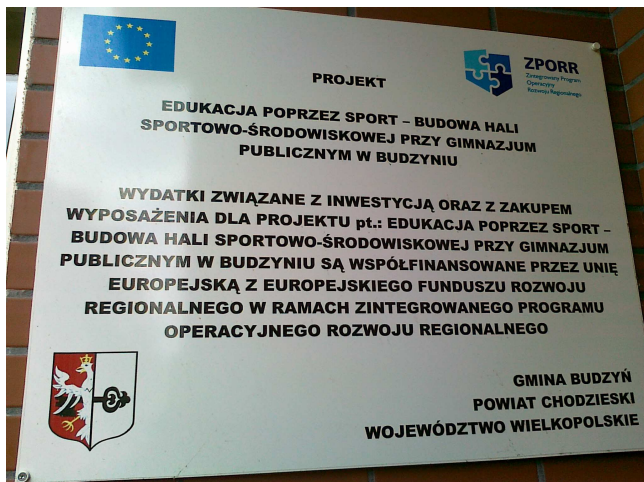 PROJEKT
ZPORR
Zintegrowany Program
Operacyjny
Rozwoju Regionalnego
EDUKACJA POPRZEZ SPORT – BUDOWA HALI
SPORTOWO-ŚRODOWISKOWEJ PRZY GIMNAZJUM
PUBLICZNYM W BUDZYNIU
WYDATKI ZWIĄZANE Z INWESTYCJĄ ORAZ Z ZAKUPEM
WYPOSAŻENIA DLA PROJEKTU pt.: EDUKACJA POPRZEZ SPORT –
BUDOWA HALI SPORTOWO-ŚRODOWISKOWEJ PRZY GIMNAZJUM
PUBLICZNYM W BUDZYNIU SĄ WSPÓŁFINANSOWANE PRZEZ UNIĘ
EUROPEJSKĄ Z EUROPEJSKIEGO FUNDUSZU ROZWOJU
REGIONALNEGO W RAMACH ZINTEGROWANEGO PROGRAMU
OPERACYJNEGO ROZWOJU REGIONALNEGO
GMINA BUDZYŃ
POWIAT CHODZIESKI
WOJEWÓDZTWO WIELKOPOLSKIE